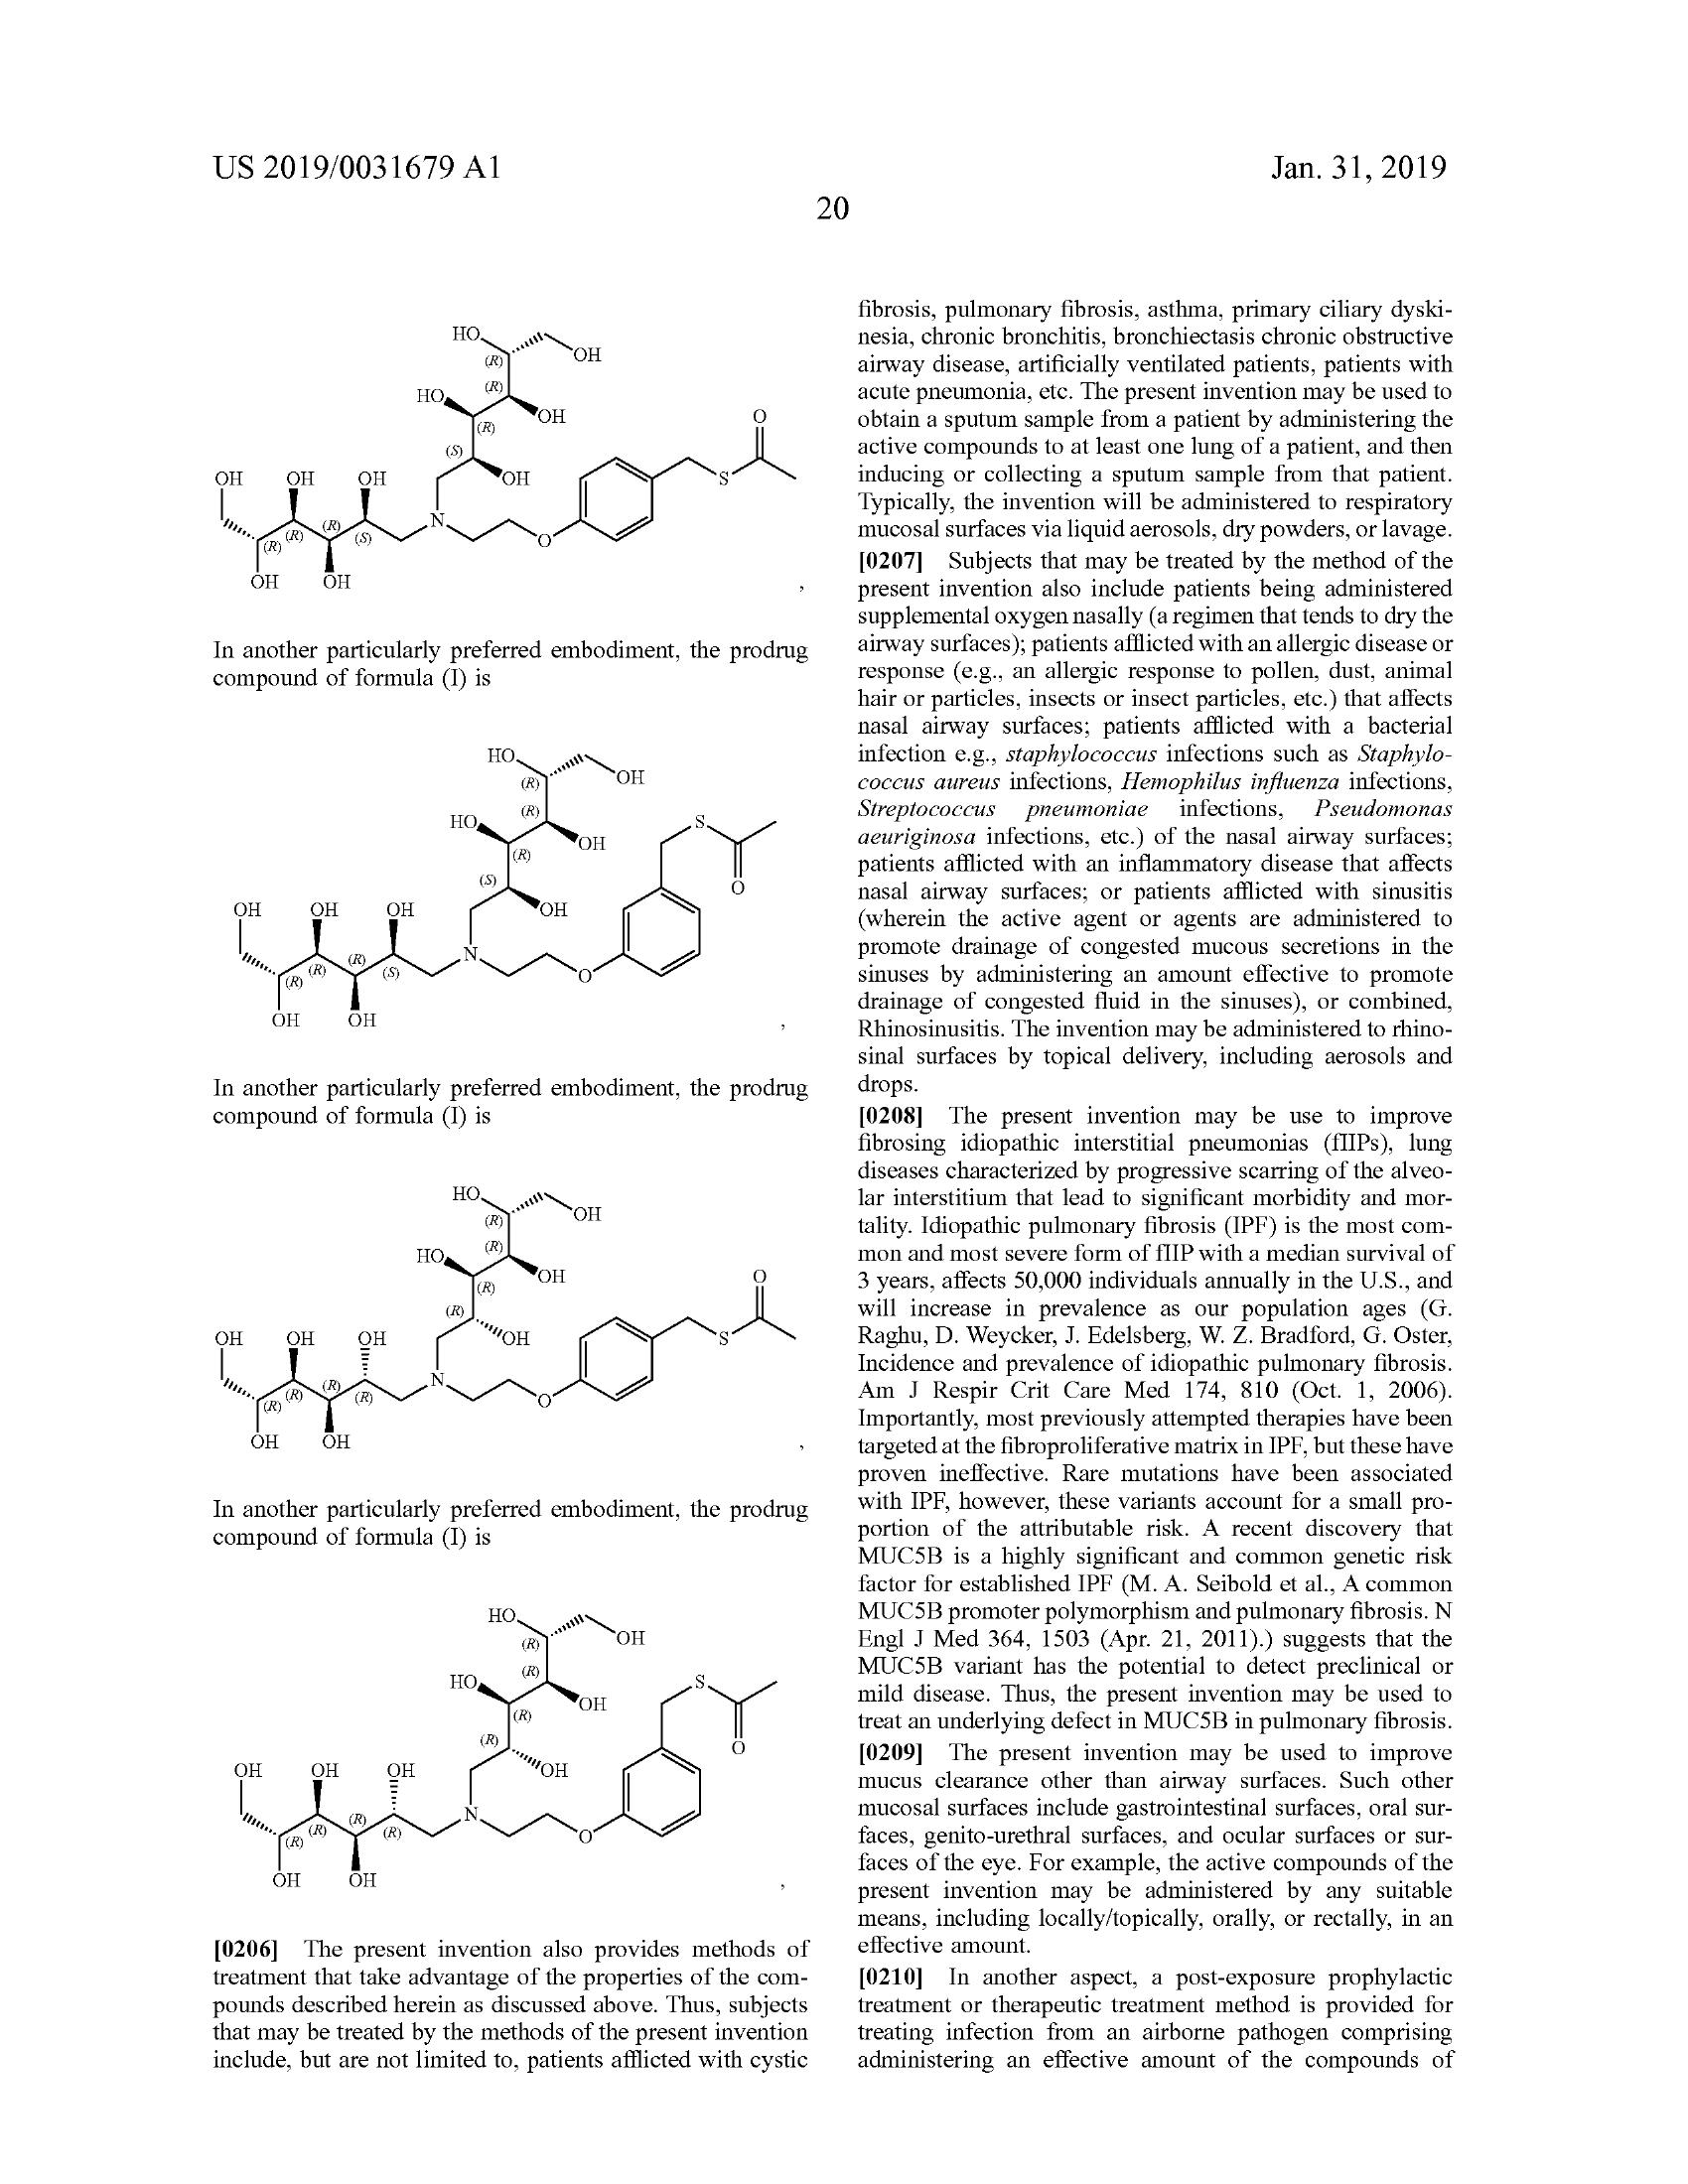 US 2019/0031679 A1
Jan. 31, 2019
20
HO
(R)
OH
(R)
HO
OH
(R)
O
(S)
OH
OH
OH
OH
S
N
(R)
(R)
(S)
(R)
O
OH
OH
,
In another particularly preferred embodiment, the prodrug
compound of formula (I) is
HO
(R)
OH
(R)
HO
S
OH
(R)
(S)
O
OH
OH
OH
OH
N
(R)
(R)
(S)
(R)
O
OH
OH
,
In another particularly preferred embodiment, the prodrug
compound of formula (I) is
HO
(R)
OH
(R)
HO
OH
O
(R)
(R)
OH
OH
OH
OH
S
N
(R)
(R)
(R)
(R)
O
OH
OH
,
In another particularly preferred embodiment, the prodrug
compound of formula (I) is
HO
(R)
OH
(R)
HO
S
OH
(R)
(R)
O
OH
OH
OH
OH
N
(R)
(R)
(R)
(R)
O
OH
OH
,
[0206] The present invention also provides methods of
treatment that take advantage of the properties of the com-
pounds described herein as discussed above. Thus, subjects
that may be treated by the methods of the present invention
include, but are not limited to, patients afflicted with cystic
fibrosis, pulmonary fibrosis, asthma, primary ciliary dyski-
nesia, chronic bronchitis, bronchiectasis chronic obstructive
airway disease, artificially ventilated patients, patients with
acute pneumonia, etc. The present invention may be used to
obtain a sputum sample from a patient by administering the
active compounds to at least one lung of a patient, and then
inducing or collecting a sputum sample from that patient.
Typically, the invention will be administered to respiratory
mucosal surfaces via liquid aerosols, dry powders, or lavage.
[0207] Subjects that may be treated by the method of the
present invention also include patients being administered
supplemental oxygen nasally (a regimen that tends to dry the
airway surfaces); patients afflicted with an allergic disease or
response (e.g., an allergic response to pollen, dust, animal
hair or particles, insects or insect particles, etc.) that affects
nasal airway surfaces; patients afflicted with a bacterial
infection e.g., staphylococcus infections such as Staphylo-
coccus aureus infections, Hemophilus influenza infections,
Streptococcus pneumoniae infections, Pseudomonas
aeuriginosa infections, etc.) of the nasal airway surfaces;
patients afflicted with an inflammatory disease that affects
nasal airway surfaces; or patients afflicted with sinusitis
(wherein the active agent or agents are administered to
promote drainage of congested mucous secretions in the
sinuses by administering an amount effective to promote
drainage of congested fluid in the sinuses), or combined,
Rhinosinusitis. The invention may be administered to rhino-
sinal surfaces by topical delivery, including aerosols and
drops.
[0208] The present invention may be use to improve
fibrosing idiopathic interstitial pneumonias (fIIPs), lung
diseases characterized by progressive scarring of the alveo-
lar interstitium that lead to significant morbidity and mor-
tality. Idiopathic pulmonary fibrosis (IPF) is the most com-
mon and most severe form of fIIP with a median survival of
3 years, affects 50,000 individuals annually in the U.S., and
will increase in prevalence as our population ages (G.
Raghu, D. Weycker, J. Edelsberg, W. Z. Bradford, G. Oster,
Incidence and prevalence of idiopathic pulmonary fibrosis.
Am J Respir Crit Care Med 174, 810 (Oct. 1, 2006).
Importantly, most previously attempted therapies have been
targeted at the fibroproliferative matrix in IPF, but these have
proven ineffective. Rare mutations have been associated
with IPF, however, these variants account for a small pro-
portion of the attributable risk. A recent discovery that
MUC5B is a highly significant and common genetic risk
factor for established IPF (M. A. Seibold et al., A common
MUC5B promoter polymorphism and pulmonary fibrosis. N
Engl J Med 364, 1503 (Apr. 21, 2011).) suggests that the
MUC5B variant has the potential to detect preclinical or
mild disease. Thus, the present invention may be used to
treat an underlying defect in MUC5B in pulmonary fibrosis.
[0209] The present invention may be used to improve
mucus clearance other than airway surfaces. Such other
mucosal surfaces include gastrointestinal surfaces, oral sur-
faces, genito-urethral surfaces, and ocular surfaces or sur-
faces of the eye. For example, the active compounds of the
present invention may be administered by any suitable
means, including locally/topically, orally, or rectally, in an
effective amount.
[0210] In another aspect, a post-exposure prophylactic
treatment or therapeutic treatment method is provided for
treating infection from an airborne pathogen comprising
administering an effective amount of the compounds of